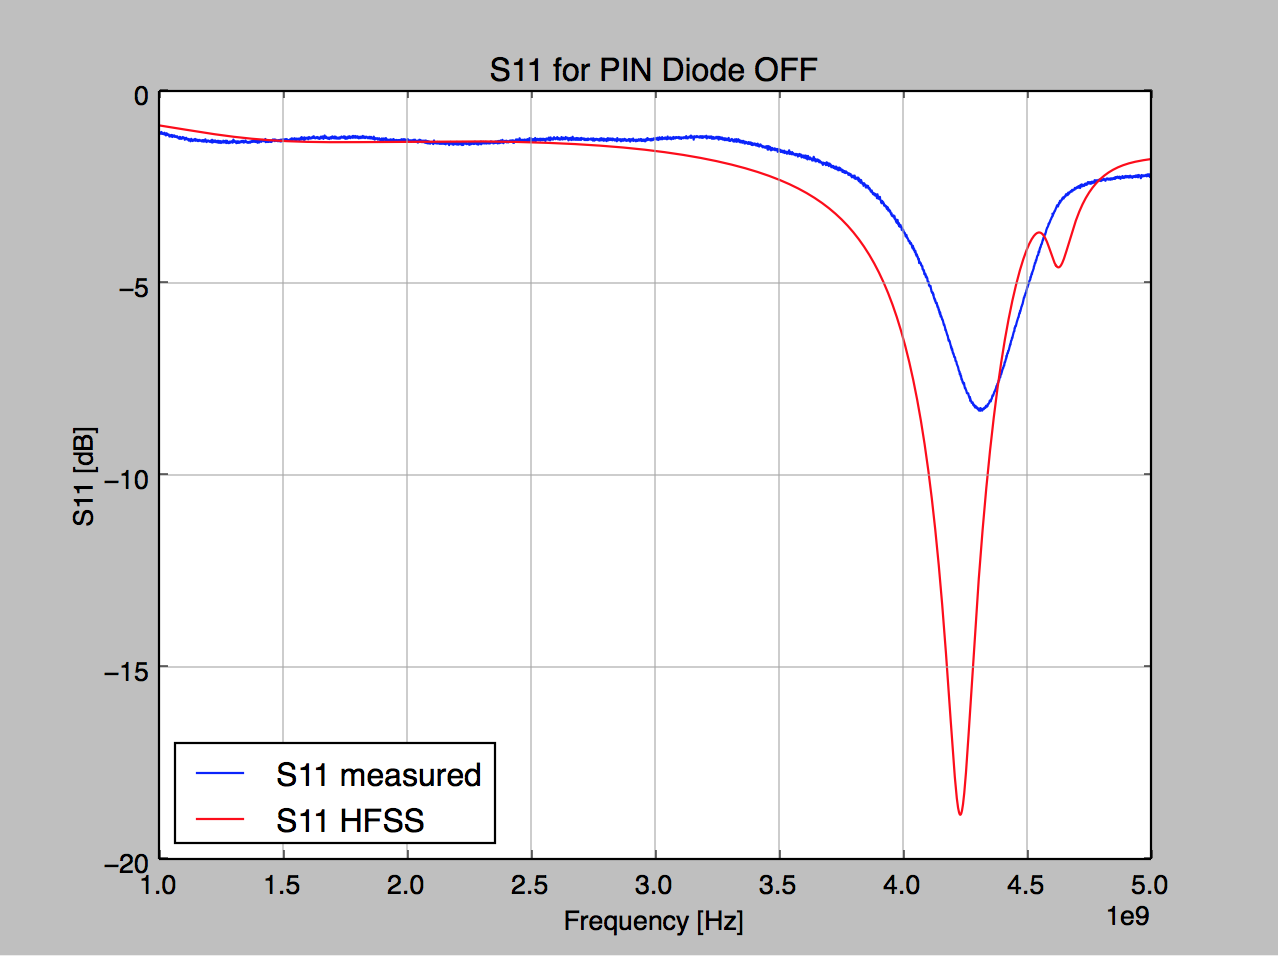 S11 for PIN Diode OFF
0
−5
−10
−15
−20
S11 [dB]
S11 measured
S11 HFSS
1.0 1.5 2.0 2.5 3.0 3.5 4.0 4.5 5.0
1e9
Frequency [Hz]